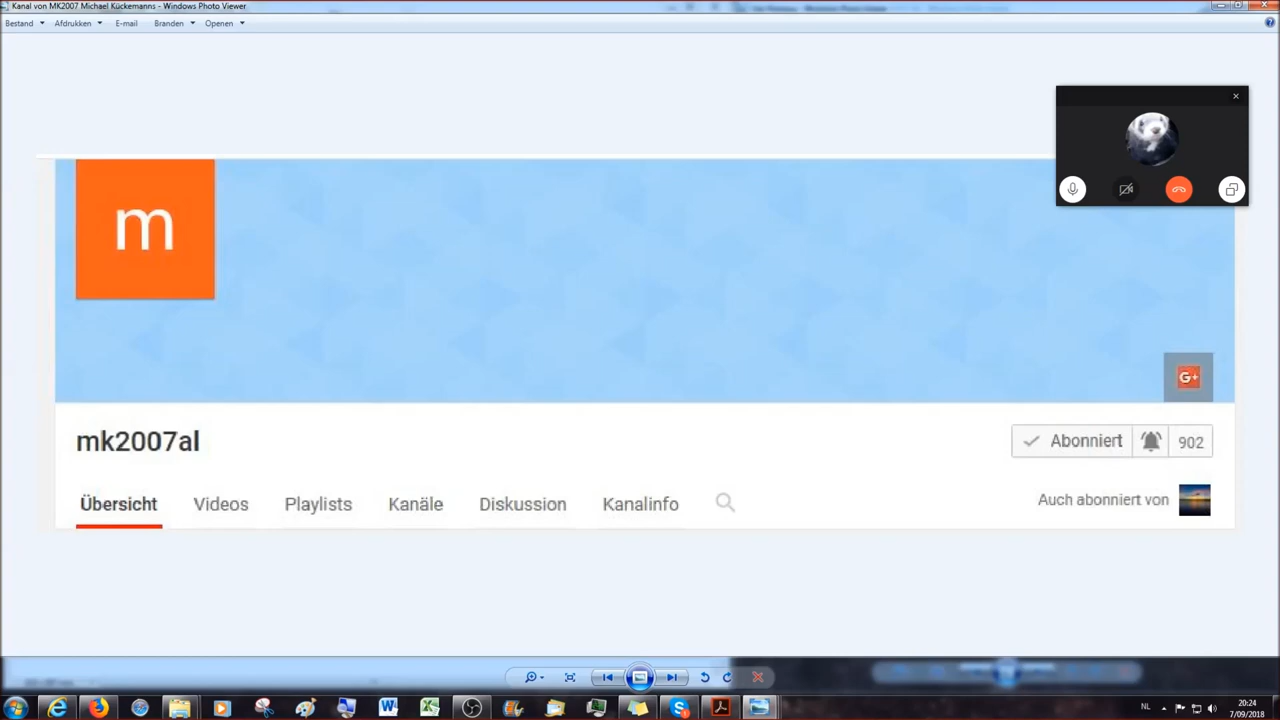 Kanal von MK2007 Michael Kückemanns - Windows Photo Viewer
Bestand Afdrukken E-mail Branden Openen
m
G+
mk2007al
Abonniert 902
Übersicht Videos Playlists Kanäle Diskussion Kanalinfo
Auch abonniert von
NL
20:24
7/09/2018